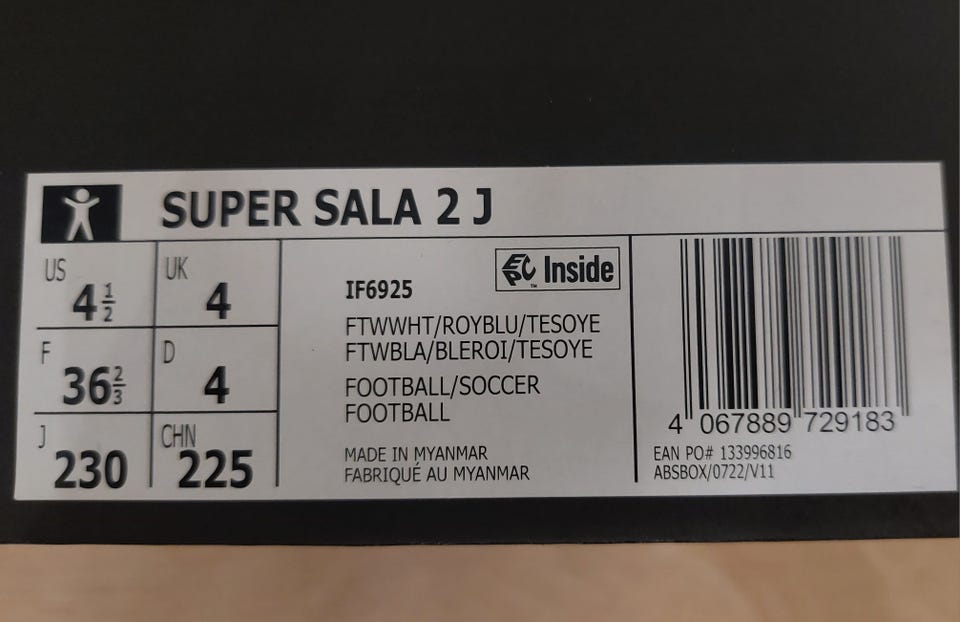 SUPER SALA 2 J
US 4 1/2
UK 4
F 36 2/3
D 4
J 230
CHN 225
EPC Inside
TM
IF6925
FTWWHT/ROYBLU/TESOYE
FTWBLA/BLEROI/TESOYE
FOOTBALL/SOCCER
FOOTBALL
MADE IN MYANMAR
FABRIQUÉ AU MYANMAR
4 067889 729183
EAN PO# 133996816
ABSBOX/0722/V11